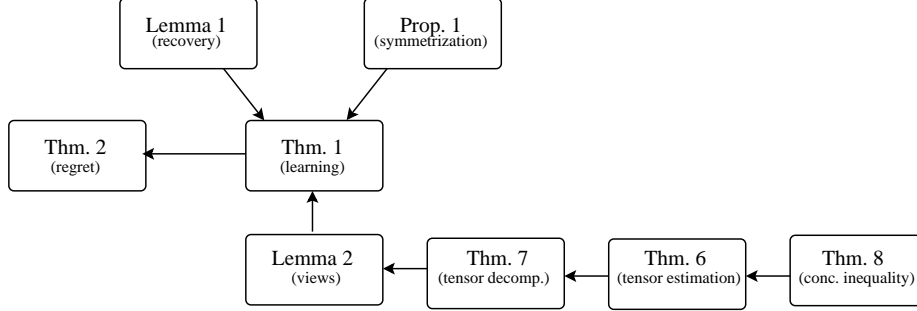 Lemma 1
(recovery)
Prop. 1
(symmetrization)
Thm. 2
(regret)
Thm. 1
(learning)
Lemma 2
(views)
Thm. 7
(tensor decomp.)
Thm. 6
(tensor estimation)
Thm. 8
(conc. inequality)